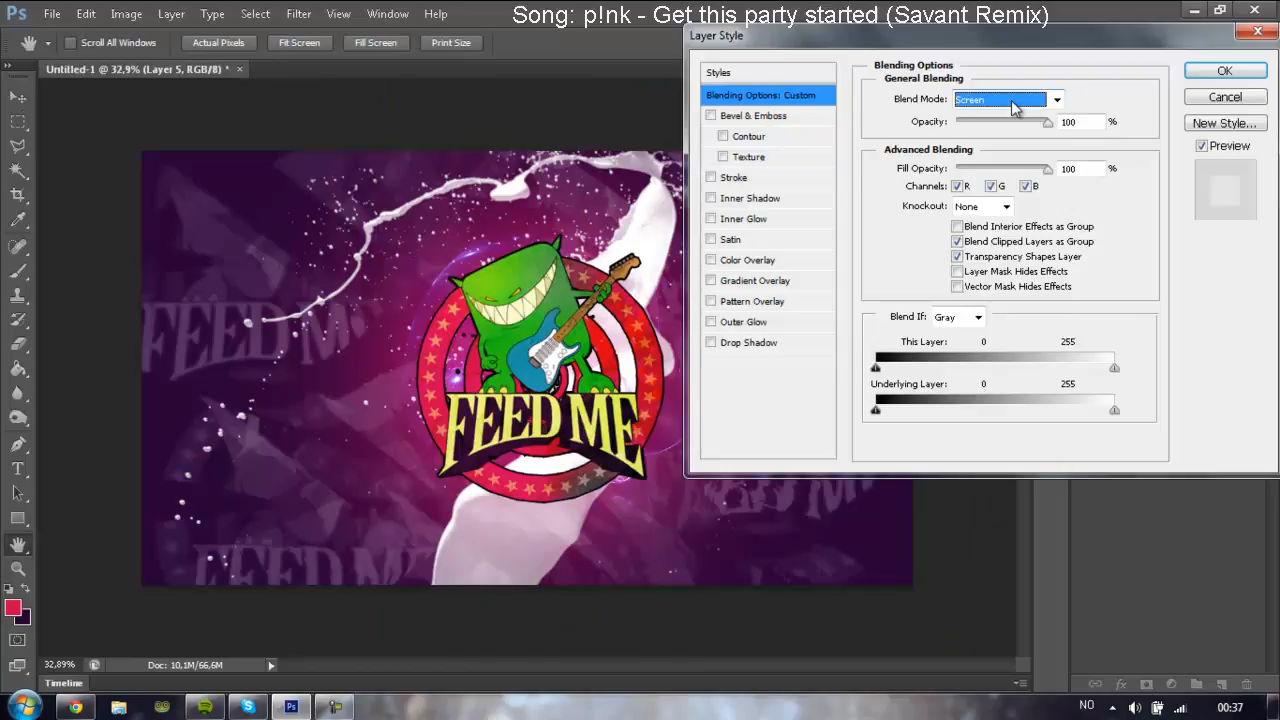 Song: p!nk - Get this party started (Savant Remix)
Ps File Edit Image Layer Type Select Filter View Window Help
Scroll All Windows Actual Pixels Fit Screen Fill Screen Print Size
Untitled-1 @ 32,9% (Layer 5, RGB/8) * ×
Layer Style
Styles
Blending Options: Custom
Bevel & Emboss
Contour
Texture
Stroke
Inner Shadow
Inner Glow
Satin
Color Overlay
Gradient Overlay
Pattern Overlay
Outer Glow
Drop Shadow
Blending Options
General Blending
Blend Mode: Screen
Opacity: 100 %
Advanced Blending
Fill Opacity: 100 %
Channels: R G B
Knockout: None
Blend Interior Effects as Group
Blend Clipped Layers as Group
Transparency Shapes Layer
Layer Mask Hides Effects
Vector Mask Hides Effects
Blend If: Gray
This Layer: 0 255
Underlying Layer: 0 255
OK
Cancel
New Style...
Preview
FEED ME
FEED ME
FEED ME
FEED ME
32,89% Doc: 10,1M/66,6M
Timeline
NO 00:37